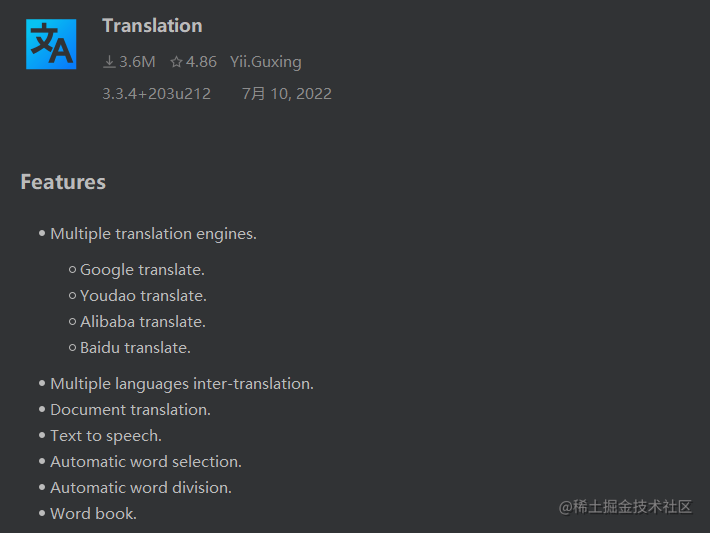 文A
Translation
3.6M 4.86 Yii.Guxing
3.3.4+203u212 7月 10, 2022
Features
• Multiple translation engines.
○ Google translate.
○ Youdao translate.
○ Alibaba translate.
○ Baidu translate.
• Multiple languages inter-translation.
• Document translation.
• Text to speech.
• Automatic word selection.
• Automatic word division.
• Word book.
@稀土掘金技术社区